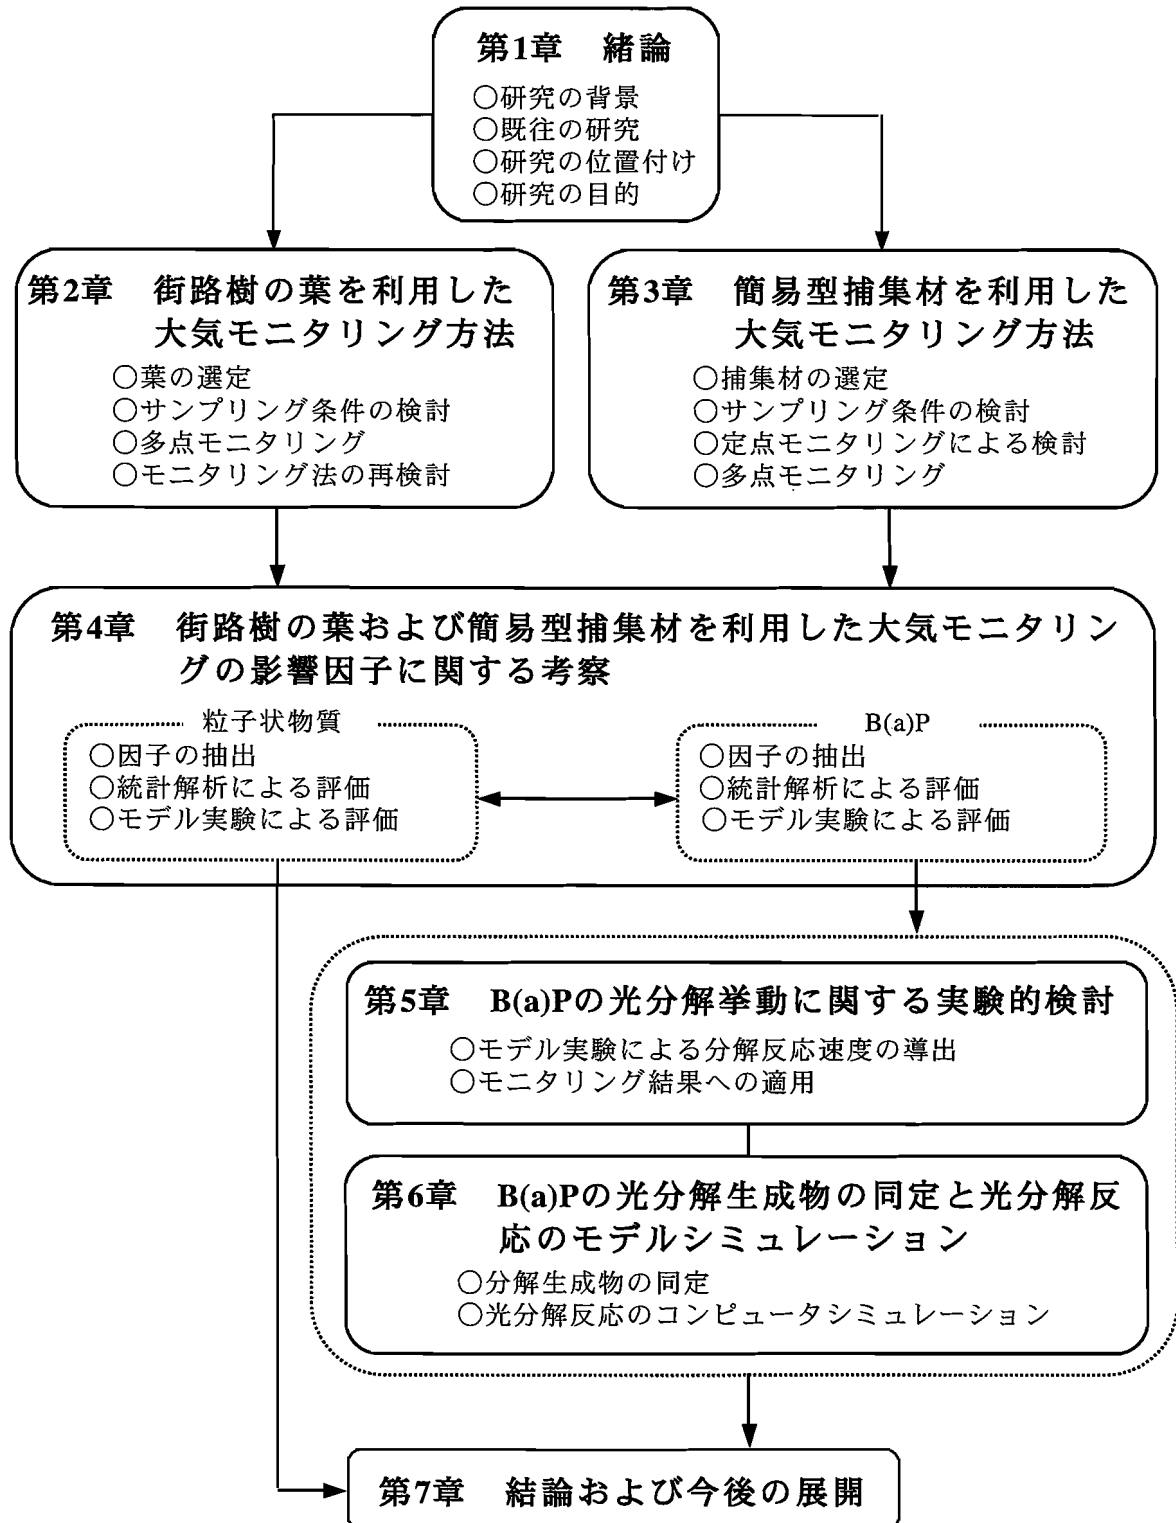 第1章　緒論
○研究の背景
○既往の研究
○研究の位置付け
○研究の目的
第2章　街路樹の葉を利用した
大気モニタリング方法
○葉の選定
○サンプリング条件の検討
○多点モニタリング
○モニタリング法の再検討
第3章　簡易型捕集材を利用した
大気モニタリング方法
○捕集材の選定
○サンプリング条件の検討
○定点モニタリングによる検討
○多点モニタリング
第4章　街路樹の葉および簡易型捕集材を利用した大気モニタリン
グの影響因子に関する考察
粒子状物質
○因子の抽出
○統計解析による評価
○モデル実験による評価
B(a)P
○因子の抽出
○統計解析による評価
○モデル実験による評価
第5章　B(a)Pの光分解挙動に関する実験的検討
○モデル実験による分解反応速度の導出
○モニタリング結果への適用
第6章　B(a)Pの光分解生成物の同定と光分解反
応のモデルシミュレーション
○分解生成物の同定
○光分解反応のコンピュータシミュレーション
第7章　結論および今後の展開